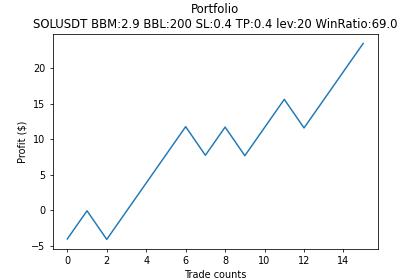 Portfolio
SOLUSDT BBM:2.9 BBL:200 SL:0.4 TP:0.4 lev:20 WinRatio:69.0
20
15
10
5
0
−5
Profit ($)
0 2 4 6 8 10 12 14
Trade counts